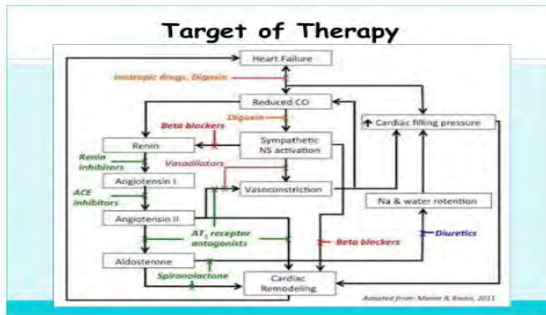 Target of Therapy
Heart Failure
Inotropic drugs, Digoxin
Reduced CO
Digoxin
Beta blockers
Cardiac filling pressure
Renin
Sympathetic
NS activation
Renin
inhibitors
Vasodilators
Angiotensin I
Vasoconstriction
ACE
inhibitors
Na & water retention
Angiotensin II
AT1 receptor
antagonists
Beta blockers
Diuretics
Aldosterone
Spironolactone
Cardiac
Remodeling
Adapted from: & 2011